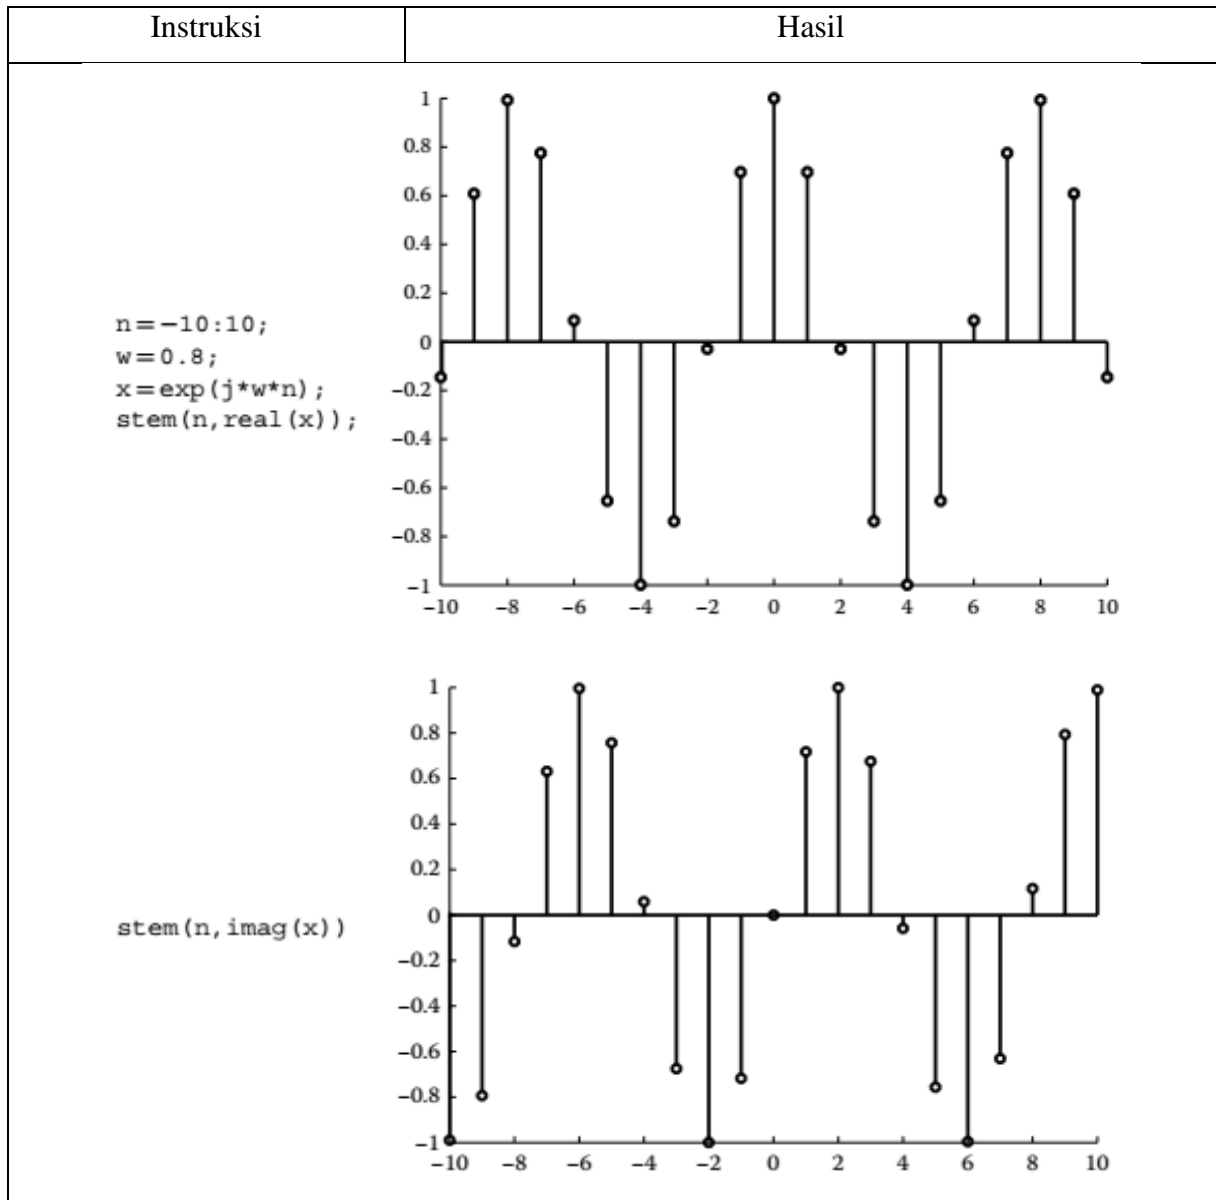 Instruksi Hasil
1
0.8
0.6
0.4
0.2
0
−0.2
−0.4
−0.6
−0.8
−1
−10 −8 −6 −4 −2 0 2 4 6 8 10
n=−10:10;
w=0.8;
x=exp(j*w*n);
stem(n,real(x));
1
0.8
0.6
0.4
0.2
0
−0.2
−0.4
−0.6
−0.8
−1
−10 −8 −6 −4 −2 0 2 4 6 8 10
stem(n,imag(x))